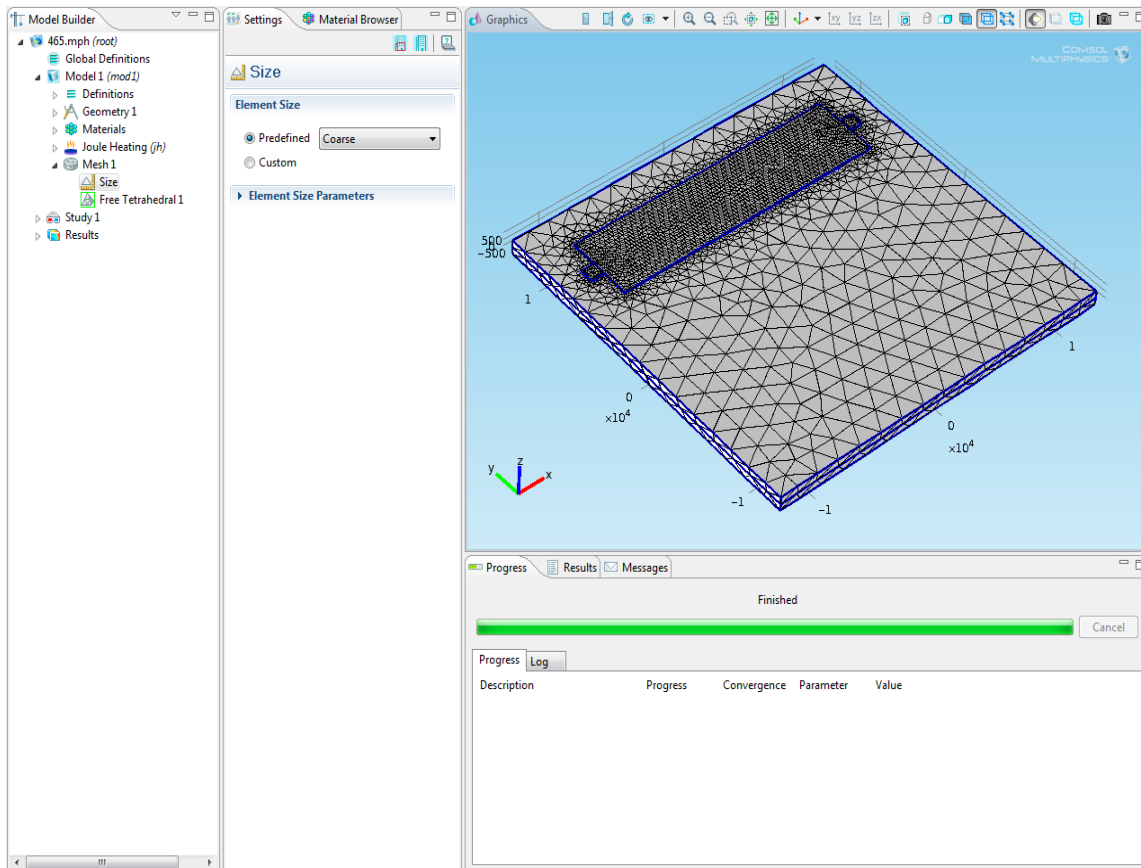 Model Builder
465.mph (root)
Global Definitions
Model 1 (mod1)
Definitions
Geometry 1
Materials
Joule Heating (jh)
Mesh 1
Size
Free Tetrahedral 1
Study 1
Results
Settings
Material Browser
Size
Element Size
Predefined
Coarse
Custom
Element Size Parameters
Graphics
xy yz zx
COMSOL
MULTIPHYSICS
500
-500
1
0
×10⁴
-1
1
0
×10⁴
-1
y z x
Progress
Results
Messages
Finished
Cancel
Progress
Log
Description Progress Convergence Parameter Value